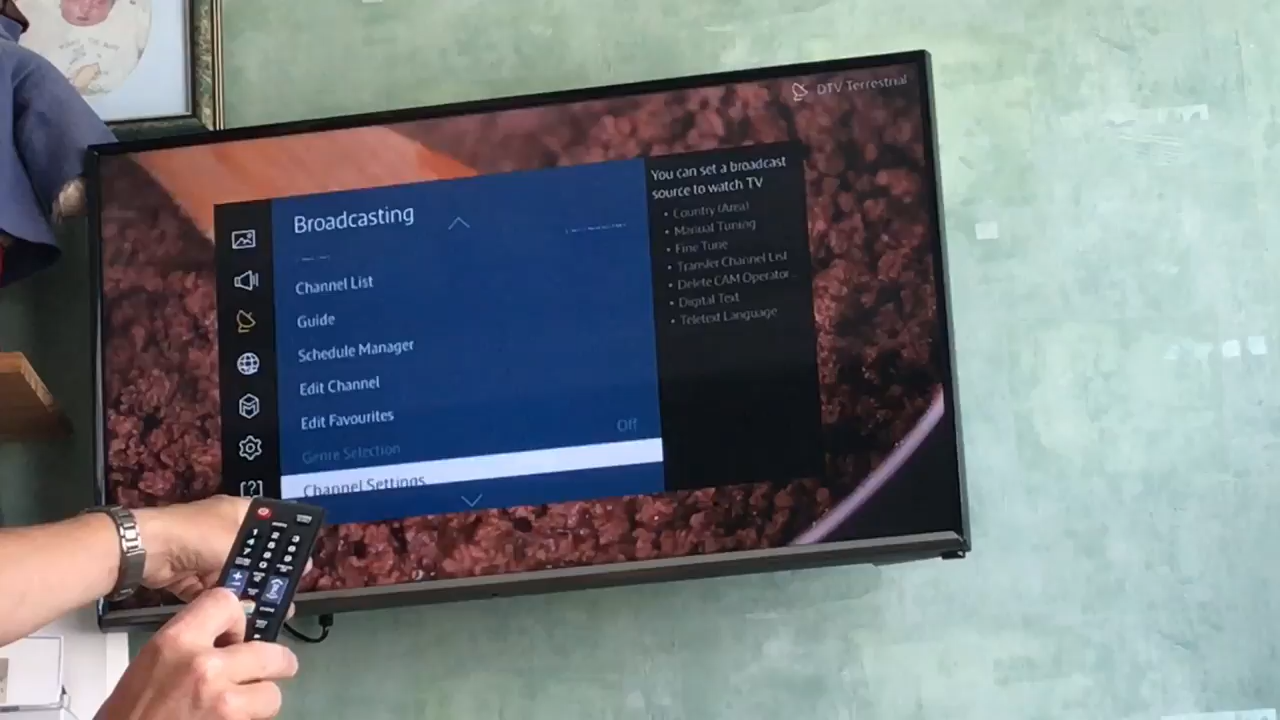 DTV Terrestrial
Broadcasting
Channel List
Guide
Schedule Manager
Edit Channel
Edit Favourites
Genre Selection Off
Channel Settings
You can set a broadcast
source to watch TV
• Country (Area)
• Manual Tuning
• Fine Tune
• Transfer Channel List
• Delete CAM Operator
• Digital Text
• Teletext Language